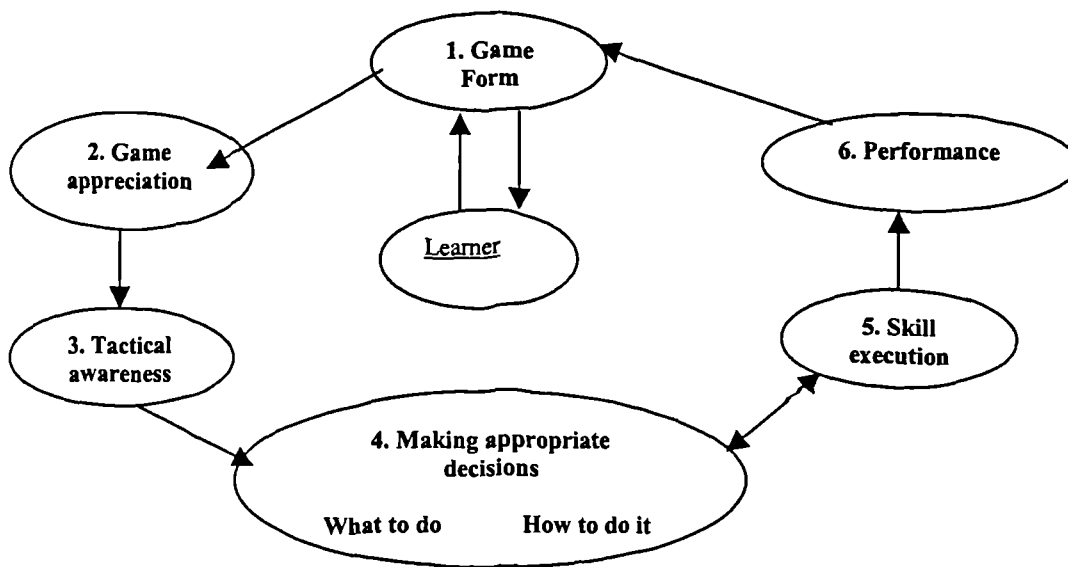 1. Game
Form
2. Game
appreciation
6. Performance
Learner
3. Tactical
awareness
5. Skill
execution
4. Making appropriate
decisions
What to do How to do it